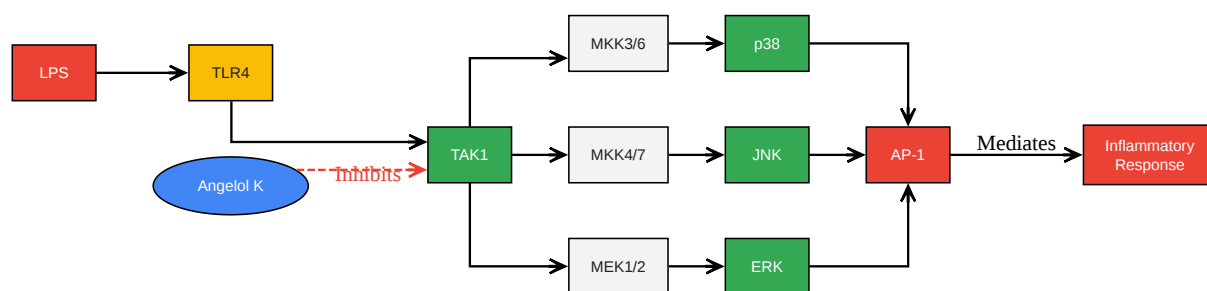 MKK3/6
p38
LPS
TLR4
TAK1
MKK4/7
JNK
AP-1
Mediates
Inflammatory
Response
Inhibits
Angelol K
MEK1/2
ERK